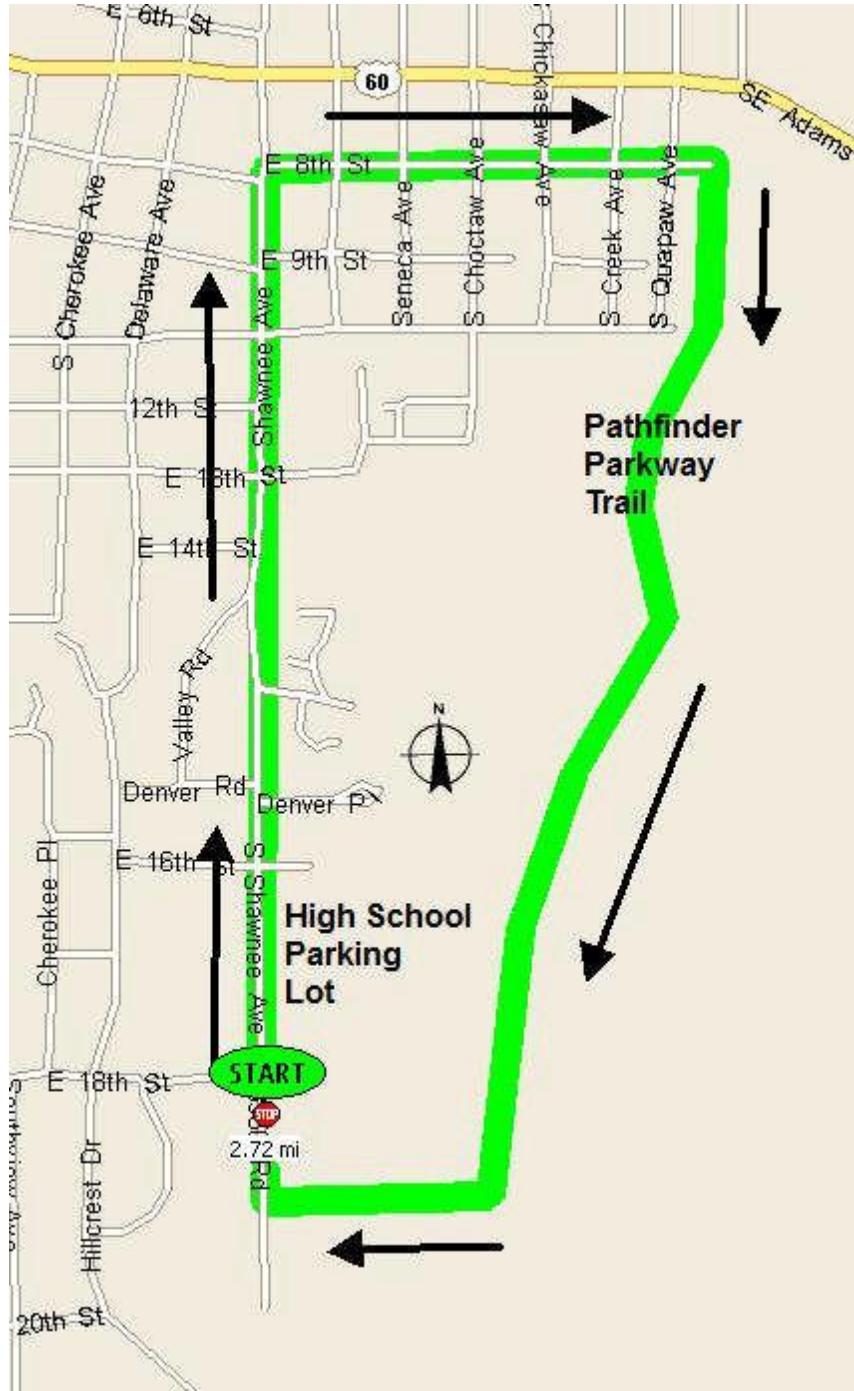 E 6th St
60
Chickasaw Ave
SE Adams
E 8th St
S Cherokee Ave
Delaware Ave
Seneca Ave
S Choctaw Ave
S Creek Ave
S Quapaw Ave
E 9th St
Shawnee Ave
12th St
Pathfinder
Parkway
Trail
E 13th St
E 14th St
Valley Rd
N
Denver Rd
Denver P
Cherokee Pl
E 16th St
S Shawnee Ave
High School
Parking
Lot
START
E 18th St
STOP
2.72 mi
Rd
Hillcrest Dr
20th St